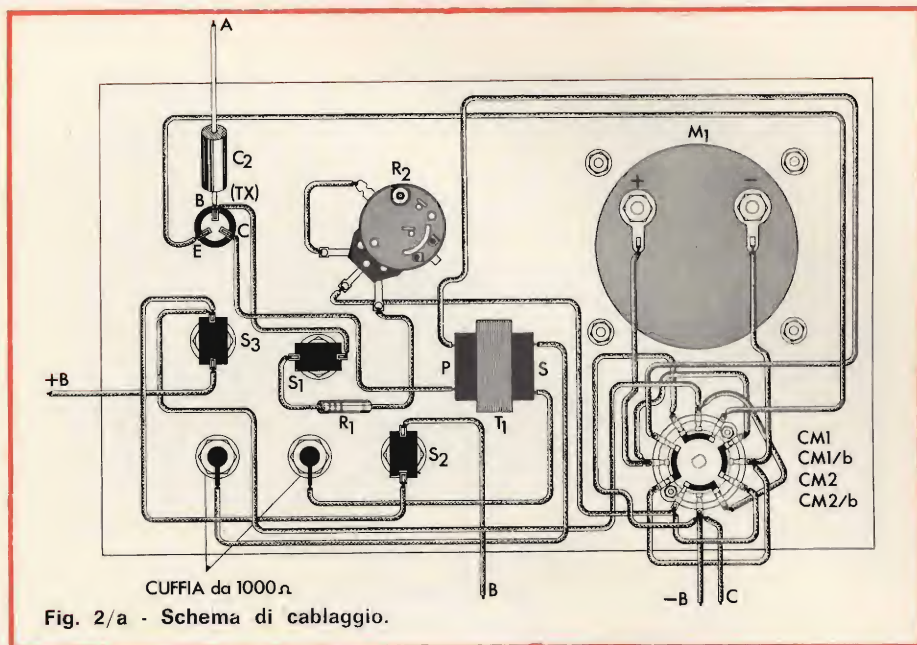 A
C2
B (TX)
E C
R2
M1
+ −
S3
+B
S1
R1
P S
T1
S2
CM1
CM1/b
CM2
CM2/b
CUFFIA da 1000 Ω
B
−B C
Fig. 2/a - Schema di cablaggio.